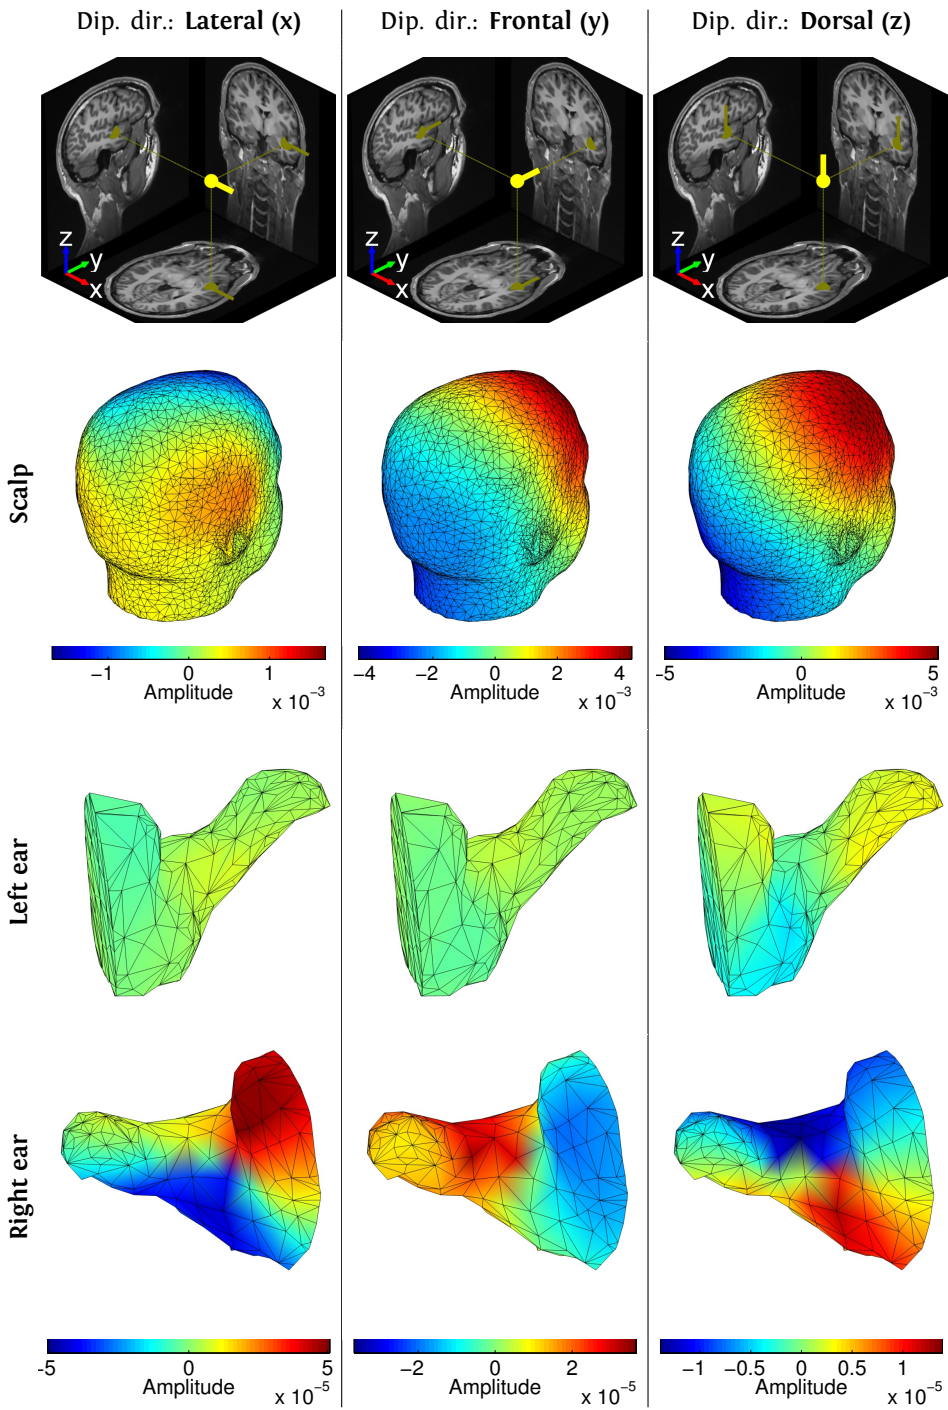 Dip. dir.: Lateral (x) Dip. dir.: Frontal (y) Dip. dir.: Dorsal (z)
z y x z y x z y x
Scalp
−1 0 1 −4 −2 0 2 4 −5 0 5
Amplitude Amplitude Amplitude
x 10⁻³ x 10⁻³ x 10⁻³
Left ear
Right ear
−5 0 5 −2 0 2 −1 −0.5 0 0.5 1
Amplitude Amplitude Amplitude
x 10⁻⁵ x 10⁻⁵ x 10⁻⁵